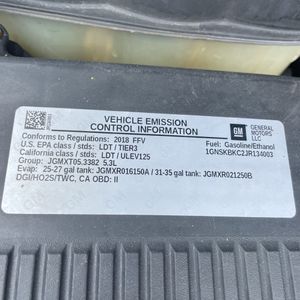 VEHICLE EMISSION
CONTROL INFORMATION
GM
GENERAL
MOTORS
LLC
Conforms to Regulations: 2018 FFV
Fuel: Gasoline/Ethanol
U.S. EPA class / stds: LDT / TIER3
1GNSKBKC2JR134003
California class / stds: LDT / ULEV125
Group: JGMXT05.3382 5.3L
Evap: 25-27 gal tank: JGMXR016150A / 31-35 gal tank: JGMXR021250B
DGI/HO2S/TWC, CA OBD: II